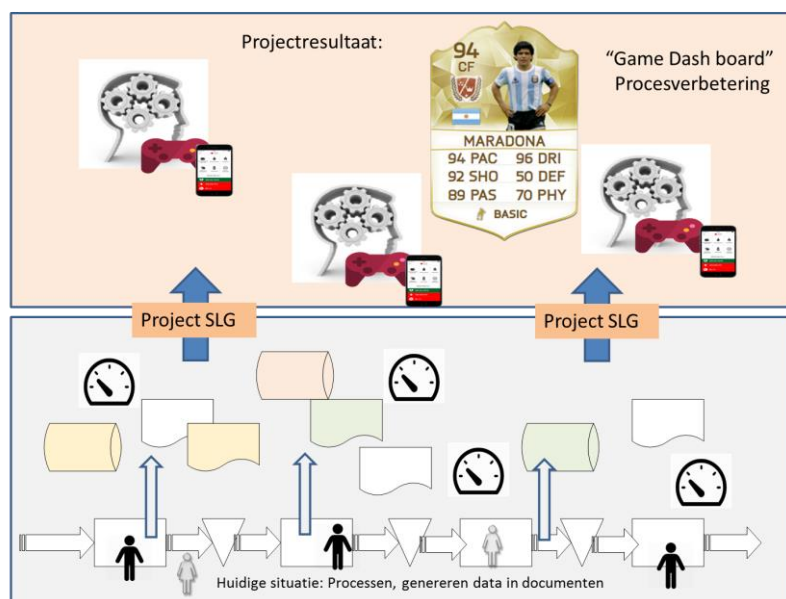 Projectresultaat:
"Game Dash board"
Procesverbetering
94
CF
MARADONA
94 PAC 96 DRI
92 SHO 50 DEF
89 PAS 70 PHY
BASIC
Project SLG
Project SLG
Huidige situatie: Processen, genereren data in documenten